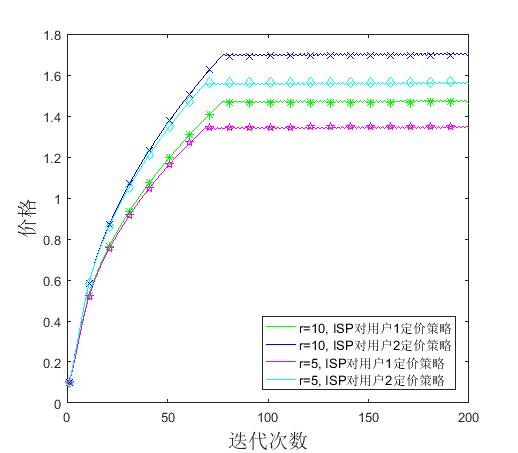 1.8
1.6
1.4
1.2
1
0.8
0.6
0.4
0.2
0
价格
r=10, ISP对用户1定价策略
r=10, ISP对用户2定价策略
r=5, ISP对用户1定价策略
r=5, ISP对用户2定价策略
0 50 100 150 200
迭代次数